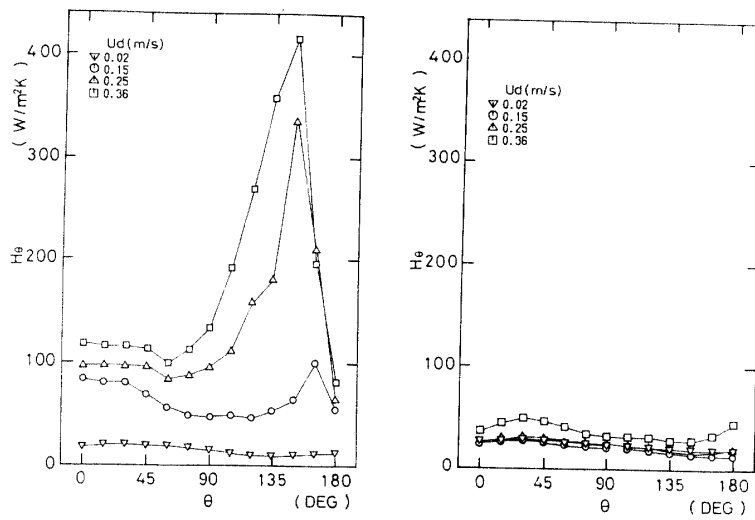 400
Ud(m/s)
▽ 0.02
○ 0.15
△ 0.25
□ 0.36
(W/m²K)
300
Hθ
200
100
0
0 45 90 135 180
θ (DEG)
400
Ud(m/s)
▽ 0.02
○ 0.15
△ 0.25
□ 0.36
(W/m²K)
300
Hθ
200
100
0
0 45 90 135 180
θ (DEG)